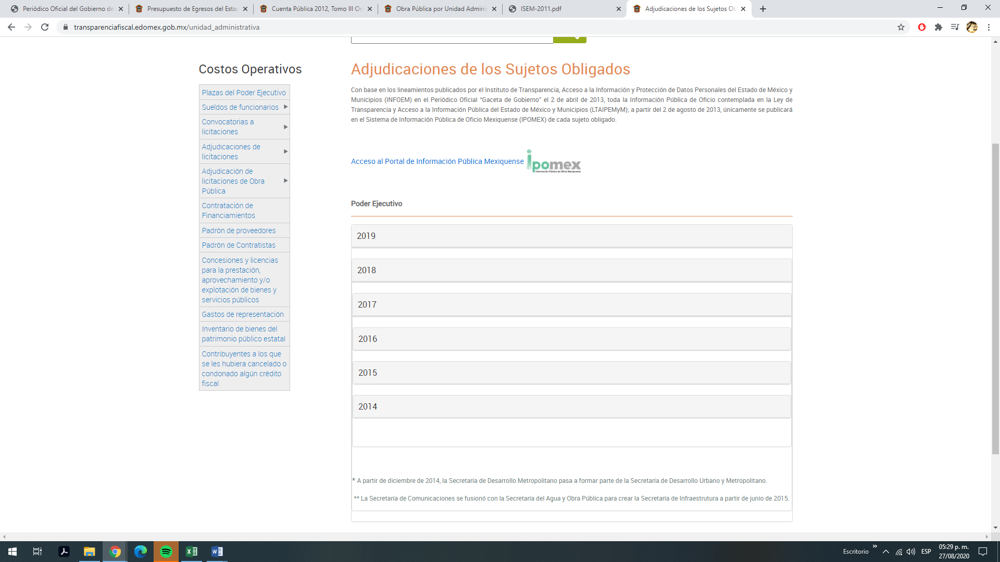 Periódico Oficial del Gobierno de
Presupuesto de Egresos del Estac
Cuenta Pública 2012, Tomo III Or
Obra Pública por Unidad Adminis
ISEM-2011.pdf
Adjudicaciones de los Sujetos Ob
transparenciafiscal.edomex.gob.mx/unidad_administrativa
Costos Operativos
Plazas del Poder Ejecutivo
Sueldos de funcionarios
Convocatorias a
licitaciones
Adjudicaciones de
licitaciones
Adjudicación de
licitaciones de Obra
Pública
Contratación de
Financiamientos
Padrón de proveedores
Padrón de Contratistas
Concesiones y licencias
para la prestación,
aprovechamiento y/o
explotación de bienes y
servicios públicos
Gastos de representación
Inventario de bienes del
patrimonio público estatal
Contribuyentes a los que
se les hubiera cancelado o
condonado algún crédito
fiscal
Adjudicaciones de los Sujetos Obligados
Con base en los lineamientos publicados por el Instituto de Transparencia, Acceso a la Información y Protección de Datos Personales del Estado de México y
Municipios (INFOEM) en el Periódico Oficial “Gaceta de Gobierno” el 2 de abril de 2013, toda la Información Pública de Oficio contemplada en la Ley de
Transparencia y Acceso a la Información Pública del Estado de México y Municipios (LTAIPEMyM); a partir del 2 de agosto de 2013, únicamente se publicará
en el Sistema de Información Pública de Oficio Mexiquense (IPOMEX) de cada sujeto obligado.
Acceso al Portal de Información Pública Mexiquense
ipomex
Información Pública de Oficio Mexiquense
Poder Ejecutivo
2019
2018
2017
2016
2015
2014
* A partir de diciembre de 2014, la Secretaría de Desarrollo Metropolitano pasa a formar parte de la Secretaría de Desarrollo Urbano y Metropolitano.
** La Secretaría de Comunicaciones se fusionó con la Secretaría del Agua y Obra Pública para crear la Secretaría de Infraestrutura a partir de junio de 2015.
Escritorio
ESP
05:29 p. m.
27/08/2020